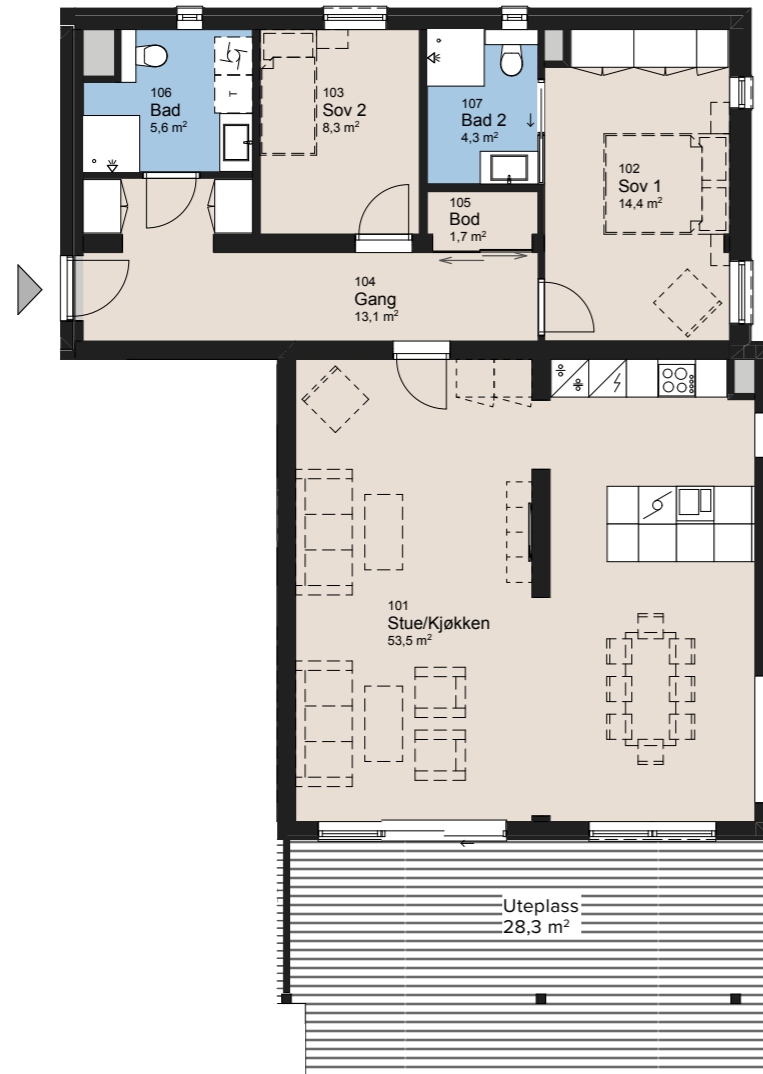 106
Bad
5,6 m²
T
103
Sov 2
8,3 m²
107
Bad 2
4,3 m²
102
Sov 1
14,4 m²
105
Bod
1,7 m²
104
Gang
13,1 m²
101
Stue/Kjøkken
53,5 m²
Uteplass
28,3 m²